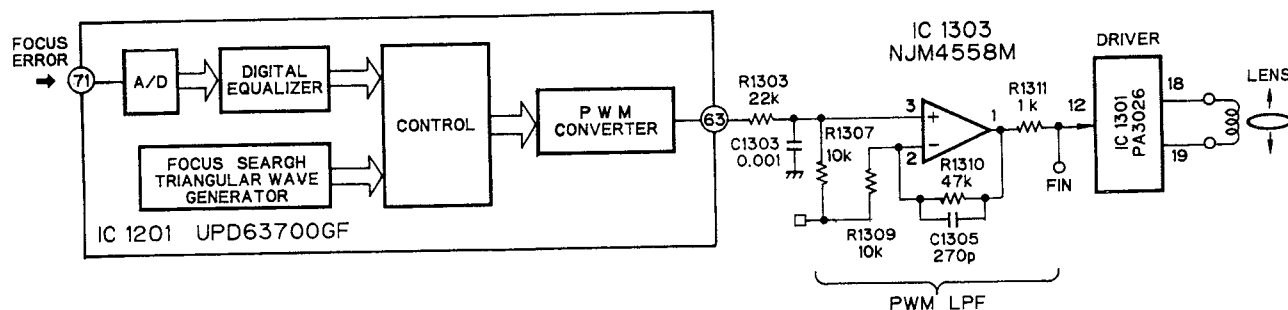 FOCUS
ERROR
71
A/D
DIGITAL
EQUALIZER
FOCUS SEARGH
TRIANGULAR WAVE
GENERATOR
CONTROL
PWM
CONVERTER
63
IC 1201 UPD63700GF
R1303
22k
C1303
0.001
R1307
10k
R1309
10k
IC 1303
NJM4558M
3
+
2
−
1
R1310
47k
C1305
270p
R1311
1k
12
FIN
PWM LPF
DRIVER
IC 1301
PA3026
18
19
LENS